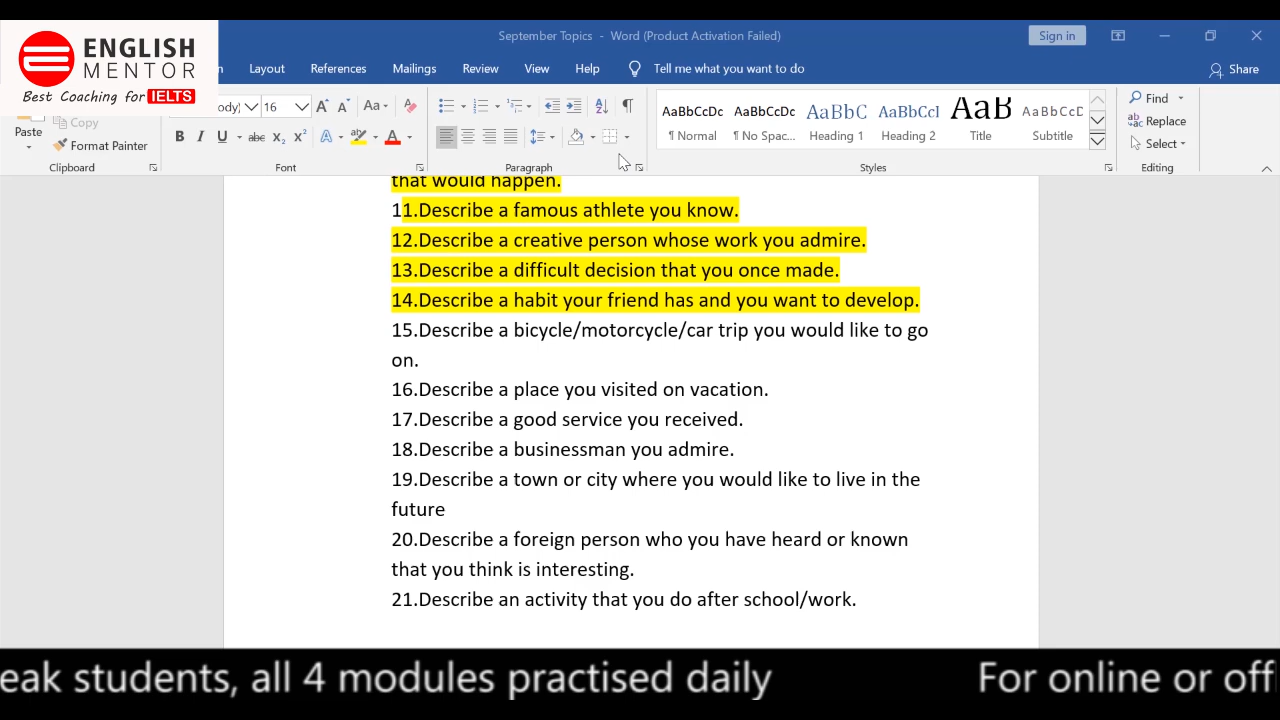 ENGLISH
MENTOR
Best Coaching for IELTS
September Topics - Word (Product Activation Failed)
Sign in
Layout References Mailings Review View Help Tell me what you want to do Share
16 Aa
Paste
Copy
Format Painter
B I U abc X₂ X² A A
Clipboard Font Paragraph Styles Editing
AaBbCcDc AaBbCcDc AaBbC AaBbCcI AaB AaBbCcD
¶ Normal ¶ No Spac... Heading 1 Heading 2 Title Subtitle
Find
Replace
Select
that would happen.
11.Describe a famous athlete you know.
12.Describe a creative person whose work you admire.
13.Describe a difficult decision that you once made.
14.Describe a habit your friend has and you want to develop.
15.Describe a bicycle/motorcycle/car trip you would like to go
on.
16.Describe a place you visited on vacation.
17.Describe a good service you received.
18.Describe a businessman you admire.
19.Describe a town or city where you would like to live in the
future
20.Describe a foreign person who you have heard or known
that you think is interesting.
21.Describe an activity that you do after school/work.
eak students, all 4 modules practised daily For online or off